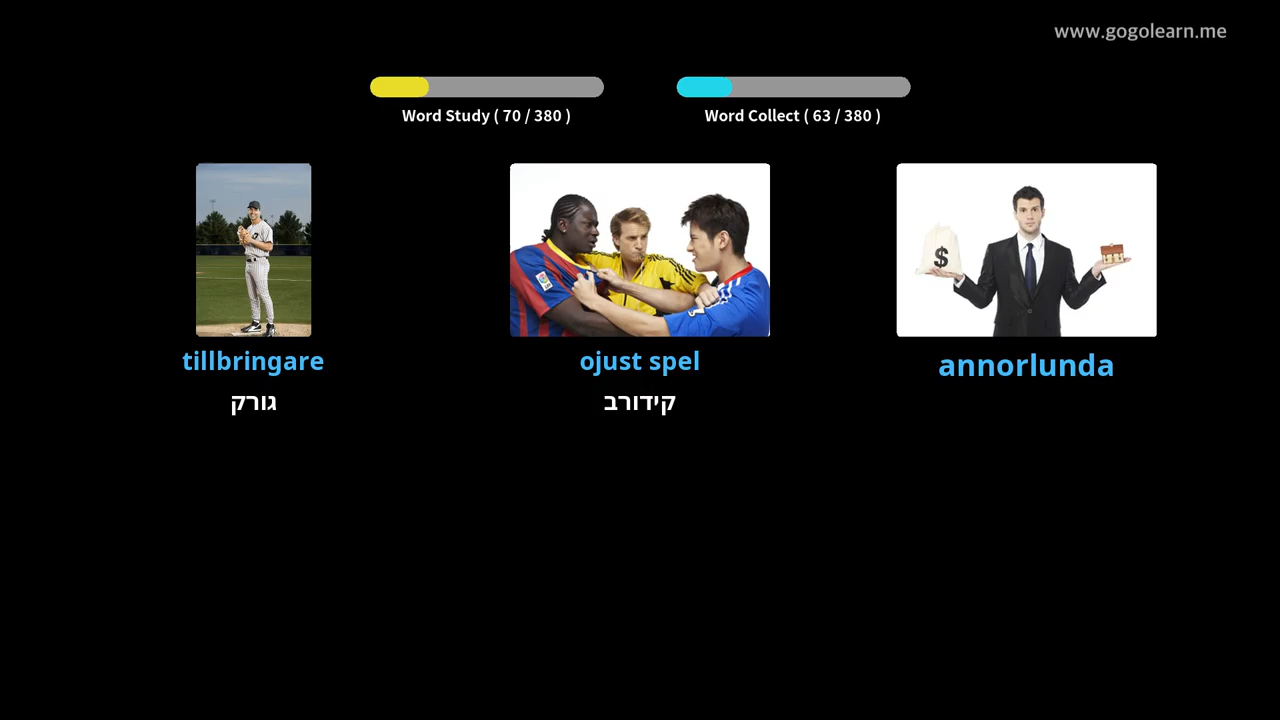 www.gogolearn.me
Word Study ( 70 / 380 )
Word Collect ( 63 / 380 )
tillbringare
גורק
ojust spel
קידורב
annorlunda